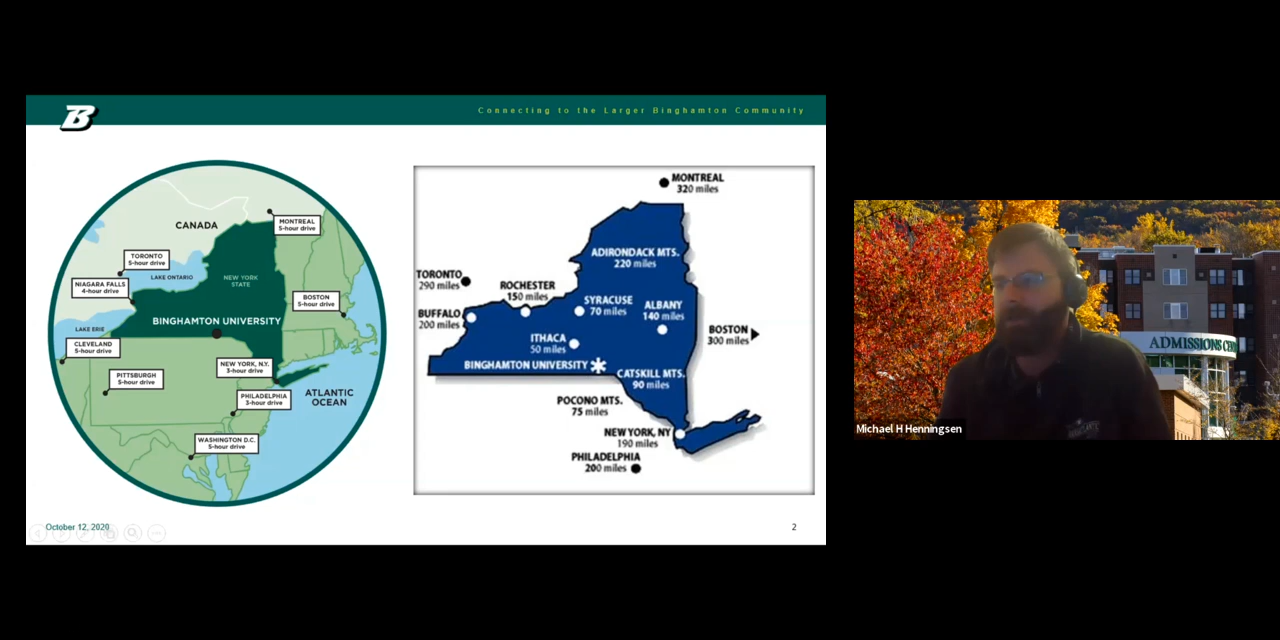 B
Connecting to the Larger Binghamton Community
CANADA
MONTREAL
5-hour drive
TORONTO
5-hour drive
LAKE ONTARIO
NIAGARA FALLS
4-hour drive
NEW YORK
STATE
BOSTON
5-hour drive
BINGHAMTON UNIVERSITY
LAKE ERIE
CLEVELAND
5-hour drive
NEW YORK, N.Y.
3-hour drive
PITTSBURGH
5-hour drive
PHILADELPHIA
3-hour drive
ATLANTIC
OCEAN
WASHINGTON D.C.
5-hour drive
MONTREAL
320 miles
ADIRONDACK MTS.
220 miles
TORONTO
290 miles
ROCHESTER
150 miles
SYRACUSE
70 miles
ALBANY
140 miles
BUFFALO
200 miles
BOSTON
300 miles
ITHACA
50 miles
BINGHAMTON UNIVERSITY
CATSKILL MTS.
90 miles
POCONO MTS.
75 miles
NEW YORK, NY
190 miles
PHILADELPHIA
200 miles
October 12, 2020
2
ADMISSIONS
Michael H Henningsen